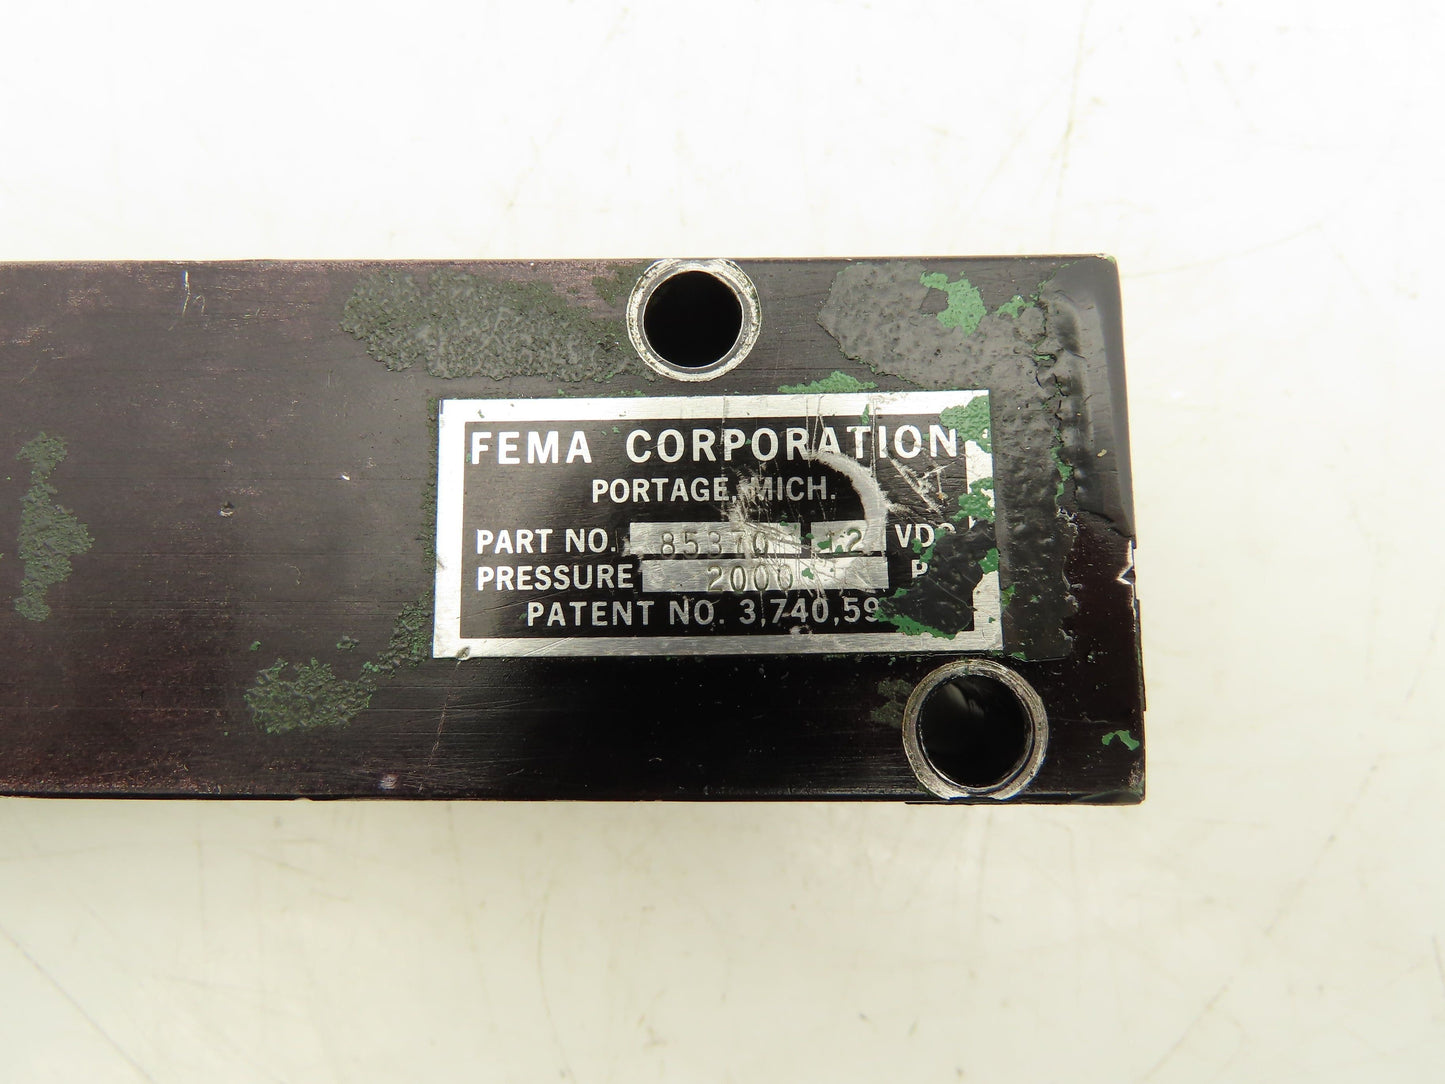 FEMA CORPORATION
PORTAGE, MICH.
PART NO. 85370 12 VDC
PRESSURE 2000 P
PATENT NO. 3,740,59